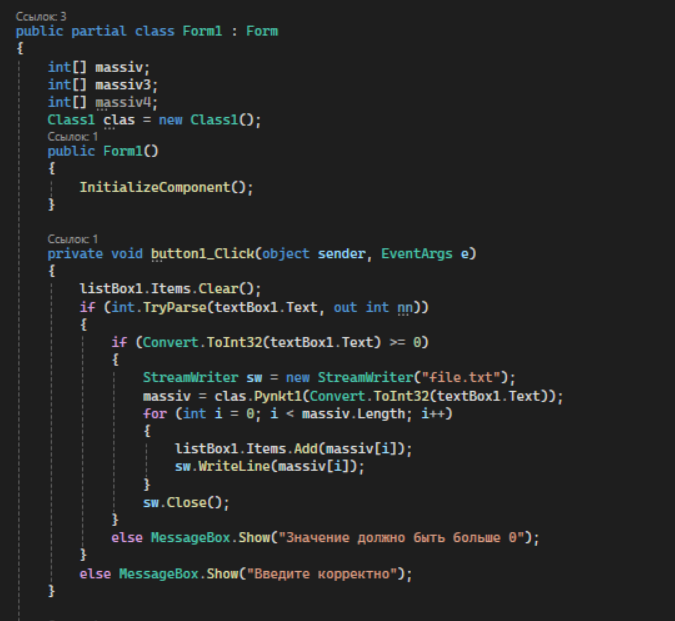 Ссылок: 3
public partial class Form1 : Form
{
int[] massiv;
int[] massiv3;
int[] massiv4;
Class1 clas = new Class1();
Ссылок: 1
public Form1()
{
InitializeComponent();
}
Ссылок: 1
private void button1_Click(object sender, EventArgs e)
{
listBox1.Items.Clear();
if (int.TryParse(textBox1.Text, out int nn))
{
if (Convert.ToInt32(textBox1.Text) >= 0)
{
StreamWriter sw = new StreamWriter("file.txt");
massiv = clas.Pynkt1(Convert.ToInt32(textBox1.Text));
for (int i = 0; i < massiv.Length; i++)
{
listBox1.Items.Add(massiv[i]);
sw.WriteLine(massiv[i]);
}
sw.Close();
}
else MessageBox.Show("Значение должно быть больше 0");
}
else MessageBox.Show("Введите корректно");
}